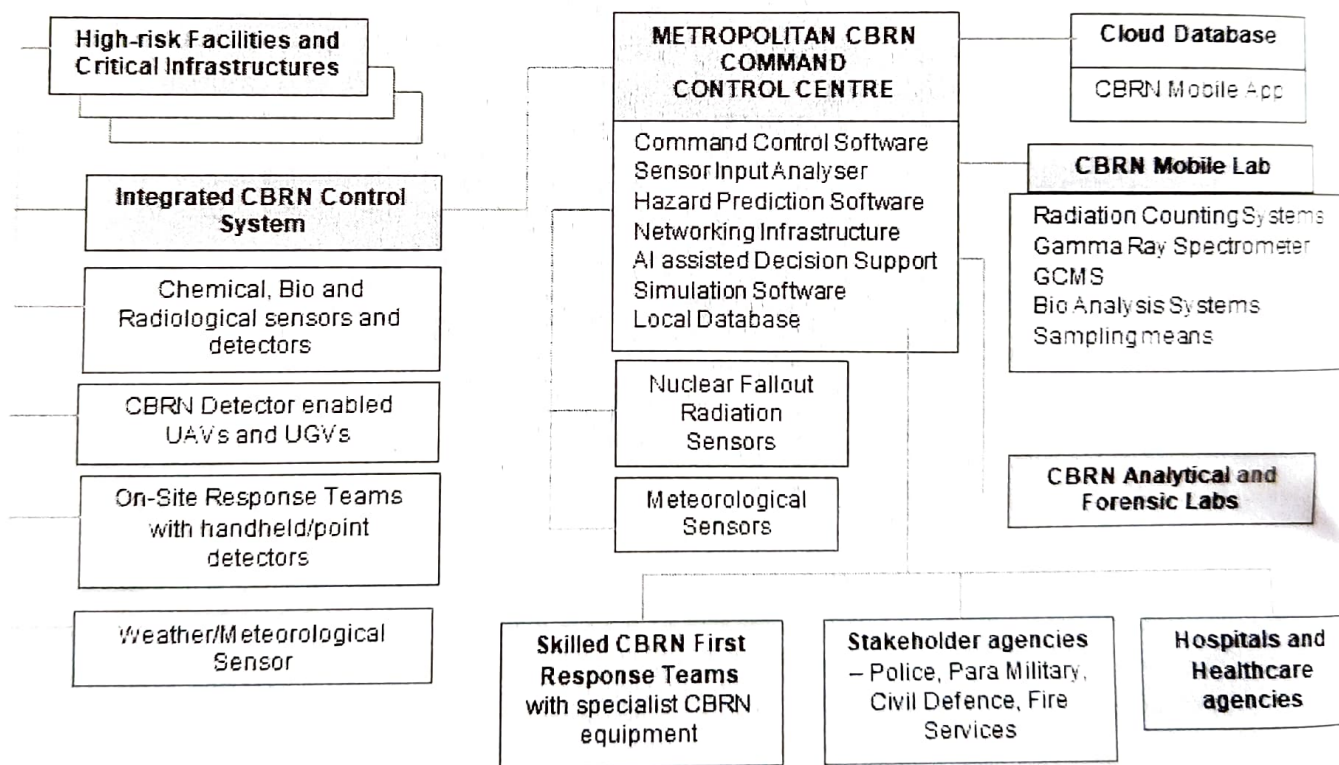 High-risk Facilities and
Critical Infrastructures
Integrated CBRN Control
System
Chemical, Bio and
Radiological sensors and
detectors
CBRN Detector enabled
UAVs and UGVs
On-Site Response Teams
with handheld/point
detectors
Weather/Meteorological
Sensor
METROPOLITAN CBRN
COMMAND
CONTROL CENTRE
Command Control Software
Sensor Input Analyser
Hazard Prediction Software
Networking Infrastructure
AI assisted Decision Support
Simulation Software
Local Database
Nuclear Fallout
Radiation
Sensors
Meteorological
Sensors
Cloud Database
CBRN Mobile App
CBRN Mobile Lab
Radiation Counting Systems
Gamma Ray Spectrometer
GCMS
Bio Analysis Systems
Sampling means
CBRN Analytical and
Forensic Labs
Skilled CBRN First
Response Teams
with specialist CBRN
equipment
Stakeholder agencies
– Police, Para Military,
Civil Defence, Fire
Services
Hospitals and
Healthcare
agencies